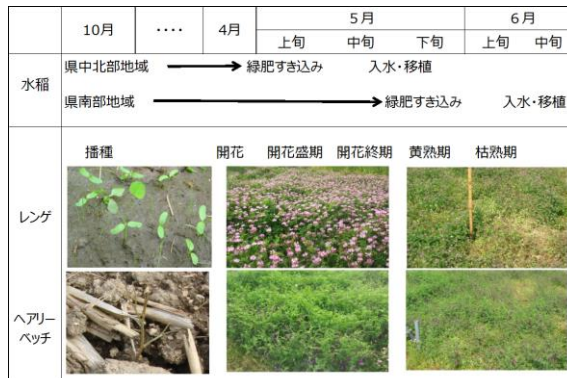 10月 ‥‥ 4月 5月 6月
上旬 中旬 下旬 上旬 中旬
水稲
県中北部地域 緑肥すき込み 入水・移植
県南部地域 緑肥すき込み 入水・移植
播種 開花 開花盛期 開花終期 黄熟期 枯熟期
レンゲ
ヘアリー
ベッチ